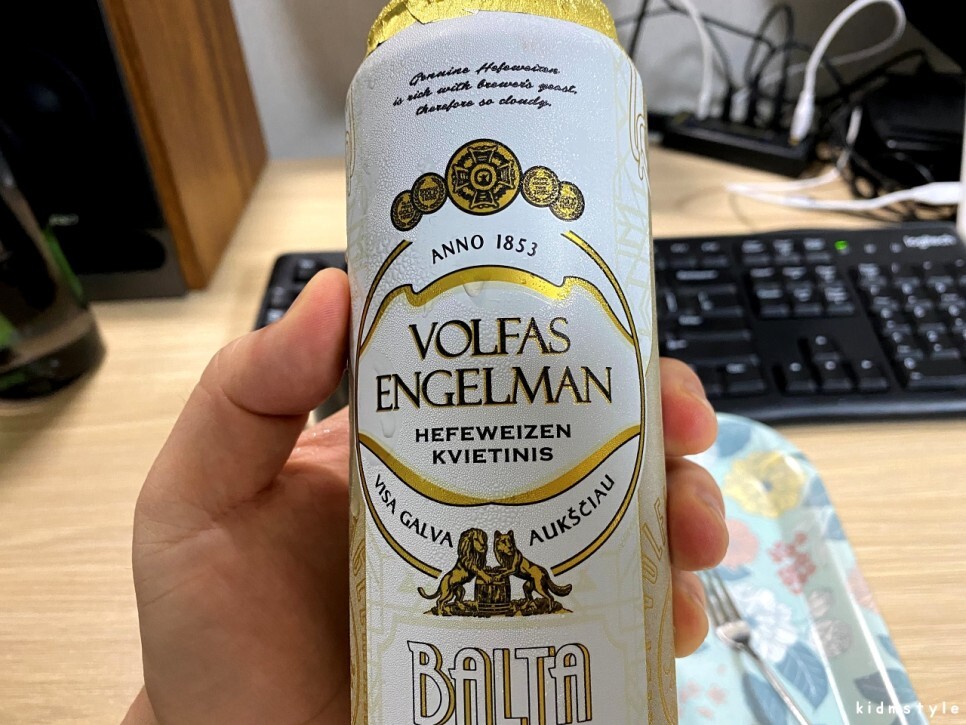 Genuine Hefeweizen
is rich with brewer's yeast,
therefore so cloudy.
ANNO 1853
VOLFAS
ENGELMAN
HEFEWEIZEN
KVIETINIS
VISA GALVA AUKŠČIAU
BALTA
logitech
kidmstyle